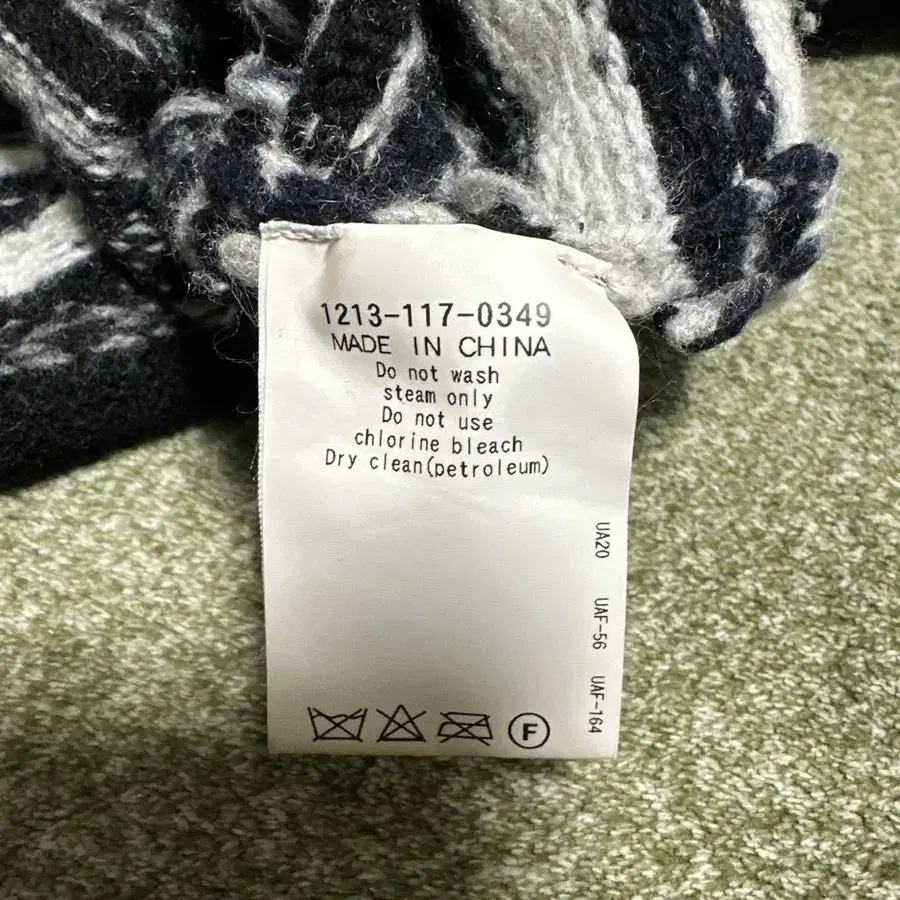 1213-117-0349
MADE IN CHINA
Do not wash
steam only
Do not use
chlorine bleach
Dry clean(petroleum)
UA20 UAF-56 UAF-164
F